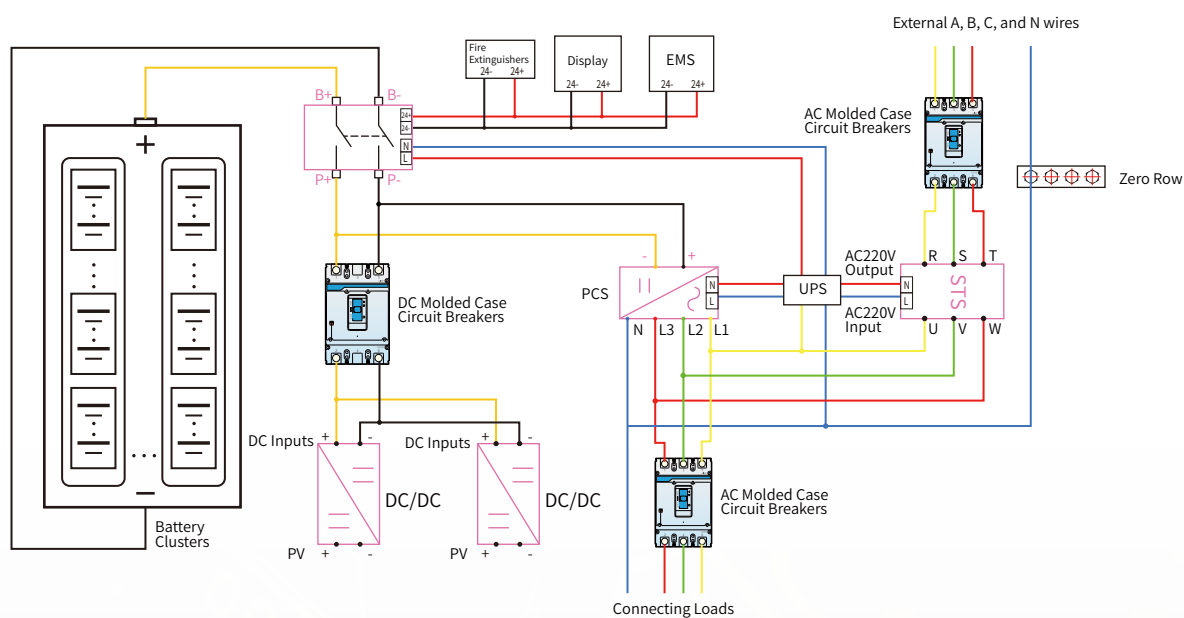 External A, B, C, and N wires
Fire
Extinguishers
24- 24+
Display
24- 24+
EMS
24- 24+
B+ B-
24+
24-
N
L
P+ P-
AC Molded Case
Circuit Breakers
Zero Row
+
- +
PCS
N
L
N L3 L2 L1
UPS
AC220V
Output
AC220V
Input
N
L
R S T
STS
U V W
DC Molded Case
Circuit Breakers
DC Inputs + -
DC/DC
PV + -
DC Inputs + -
DC/DC
PV + -
AC Molded Case
Circuit Breakers
...
−
Battery
Clusters
Connecting Loads